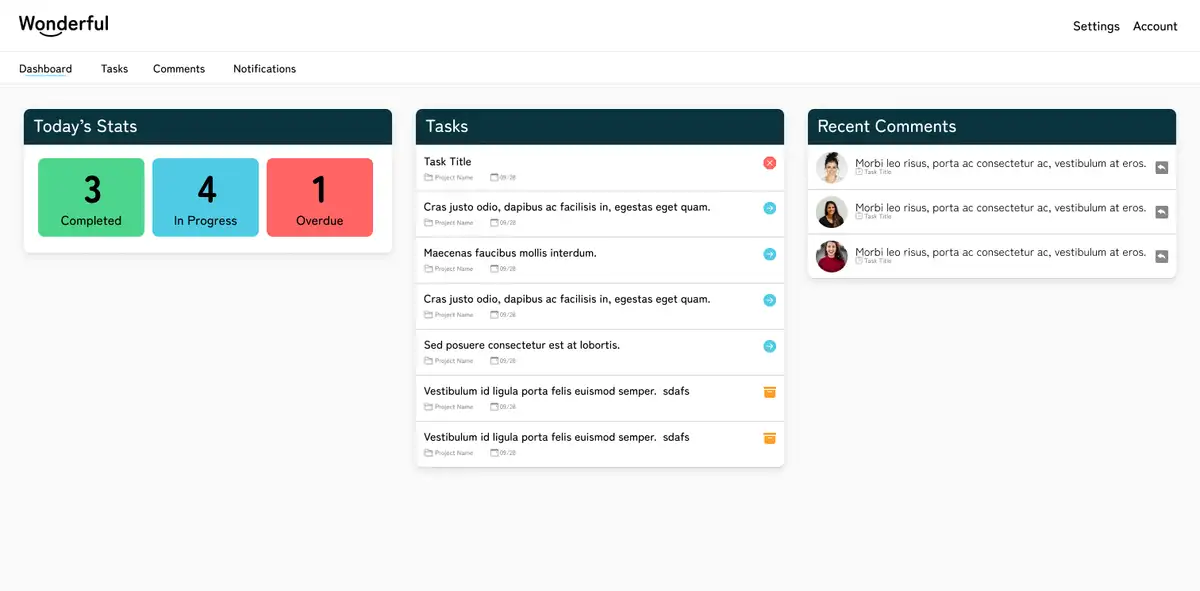 Wonderful
Settings Account
Dashboard Tasks Comments Notifications
Today's Stats
3
Completed
4
In Progress
1
Overdue
Tasks
Task Title
Project Name 09/28
Cras justo odio, dapibus ac facilisis in, egestas eget quam.
Project Name 09/28
Maecenas faucibus mollis interdum.
Project Name 09/28
Cras justo odio, dapibus ac facilisis in, egestas eget quam.
Project Name 09/28
Sed posuere consectetur est at lobortis.
Project Name 09/28
Vestibulum id ligula porta felis euismod semper. sdafs
Project Name 09/28
Vestibulum id ligula porta felis euismod semper. sdafs
Project Name 09/28
Recent Comments
Morbi leo risus, porta ac consectetur ac, vestibulum at eros.
Task Title
Morbi leo risus, porta ac consectetur ac, vestibulum at eros.
Task Title
Morbi leo risus, porta ac consectetur ac, vestibulum at eros.
Task Title